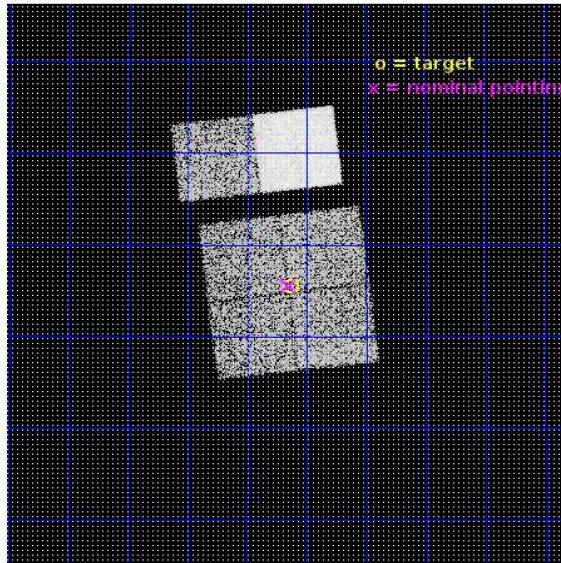 o = target
x = nominal pointin